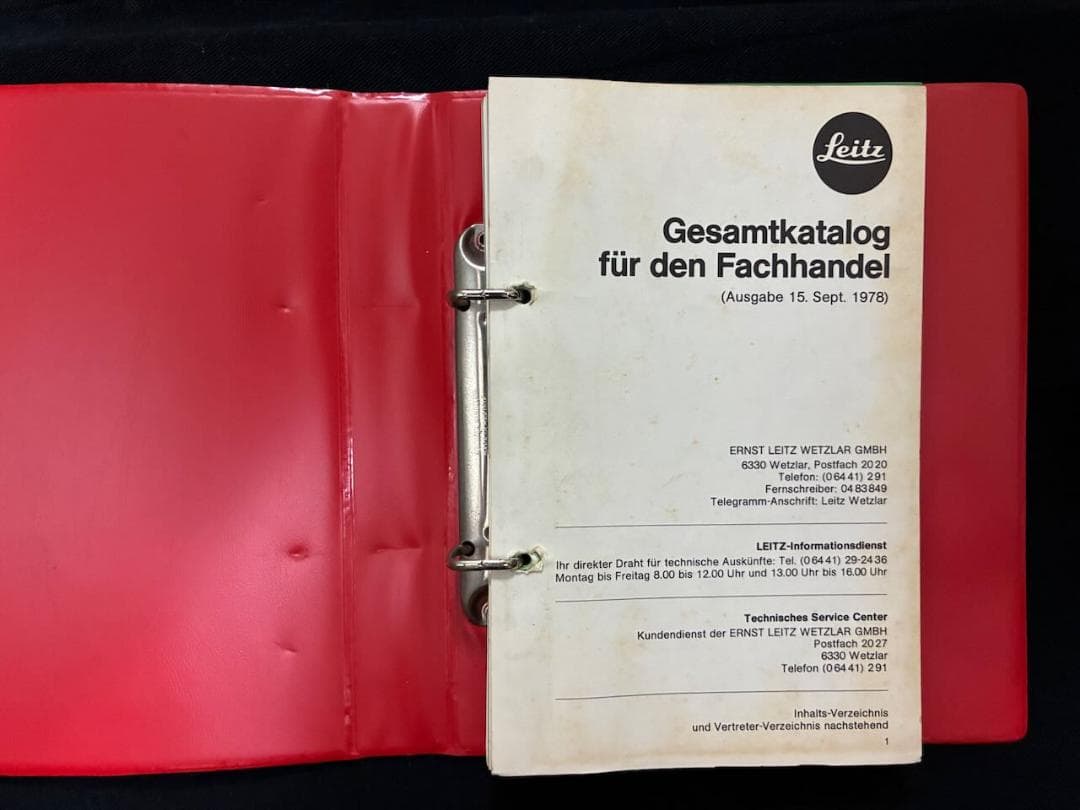 Leitz
Gesamtkatalog
für den Fachhandel
(Ausgabe 15. Sept. 1978)
ERNST LEITZ WETZLAR GMBH
6330 Wetzlar, Postfach 2020
Telefon: (06441) 291
Fernschreiber: 0483849
Telegramm-Anschrift: Leitz Wetzlar
LEITZ-Informationsdienst
Ihr direkter Draht für technische Auskünfte: Tel. (06441) 29-2436
Montag bis Freitag 8.00 bis 12.00 Uhr und 13.00 Uhr bis 16.00 Uhr
Technisches Service Center
Kundendienst der ERNST LEITZ WETZLAR GMBH
Postfach 2027
6330 Wetzlar
Telefon (06441) 291
Inhalts-Verzeichnis
und Vertreter-Verzeichnis nachstehend
1